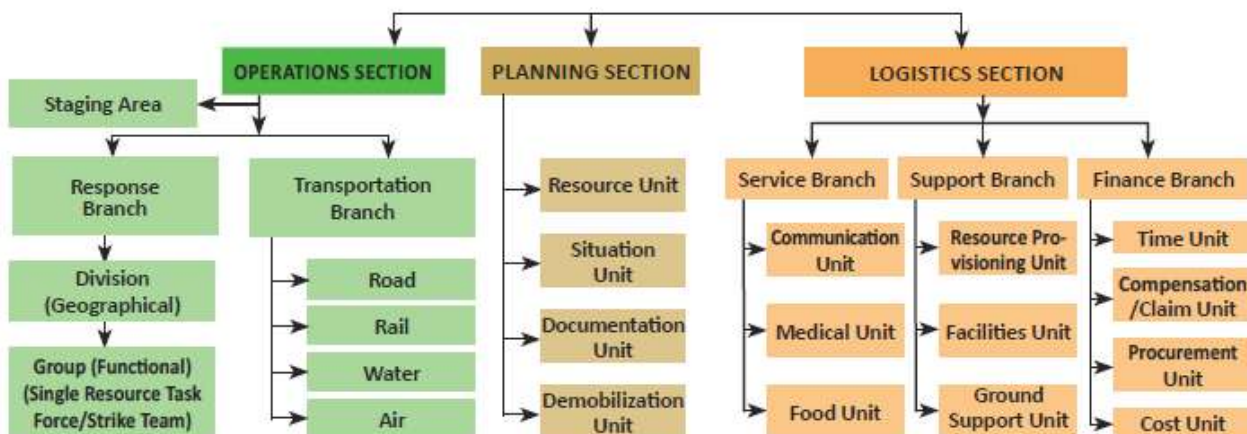 OPERATIONS SECTION
PLANNING SECTION
LOGISTICS SECTION
Staging Area
Response
Branch
Division
(Geographical)
Group (Functional)
(Single Resource Task
Force/Strike Team)
Transportation
Branch
Road
Rail
Water
Air
Resource Unit
Situation
Unit
Documentation
Unit
Demobilization
Unit
Service Branch
Communication
Unit
Medical Unit
Food Unit
Support Branch
Resource Pro-
visioning Unit
Facilities Unit
Ground
Support Unit
Finance Branch
Time Unit
Compensation
/Claim Unit
Procurement
Unit
Cost Unit